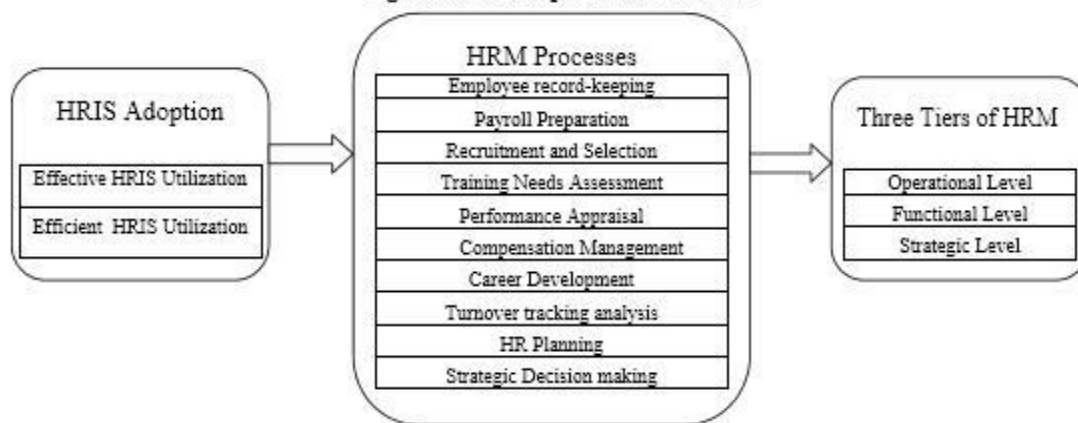 HRIS Adoption
Effective HRIS Utilization
Efficient HRIS Utilization
HRM Processes
Employee record-keeping
Payroll Preparation
Recruitment and Selection
Training Needs Assessment
Performance Appraisal
Compensation Management
Career Development
Turnover tracking analysis
HR Planning
Strategic Decision making
Three Tiers of HRM
Operational Level
Functional Level
Strategic Level